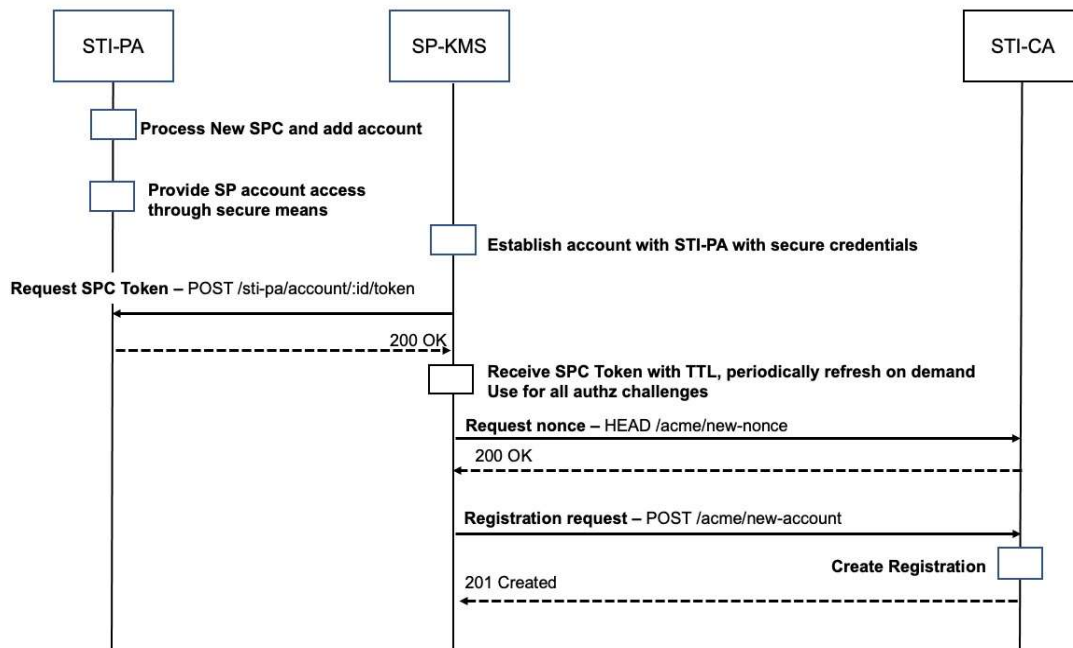 STI-PA
SP-KMS
STI-CA
Process New SPC and add account
Provide SP account access
through secure means
Establish account with STI-PA with secure credentials
Request SPC Token – POST /sti-pa/account/:id/token
200 OK
Receive SPC Token with TTL, periodically refresh on demand
Use for all authz challenges
Request nonce – HEAD /acme/new-nonce
200 OK
Registration request – POST /acme/new-account
Create Registration
201 Created